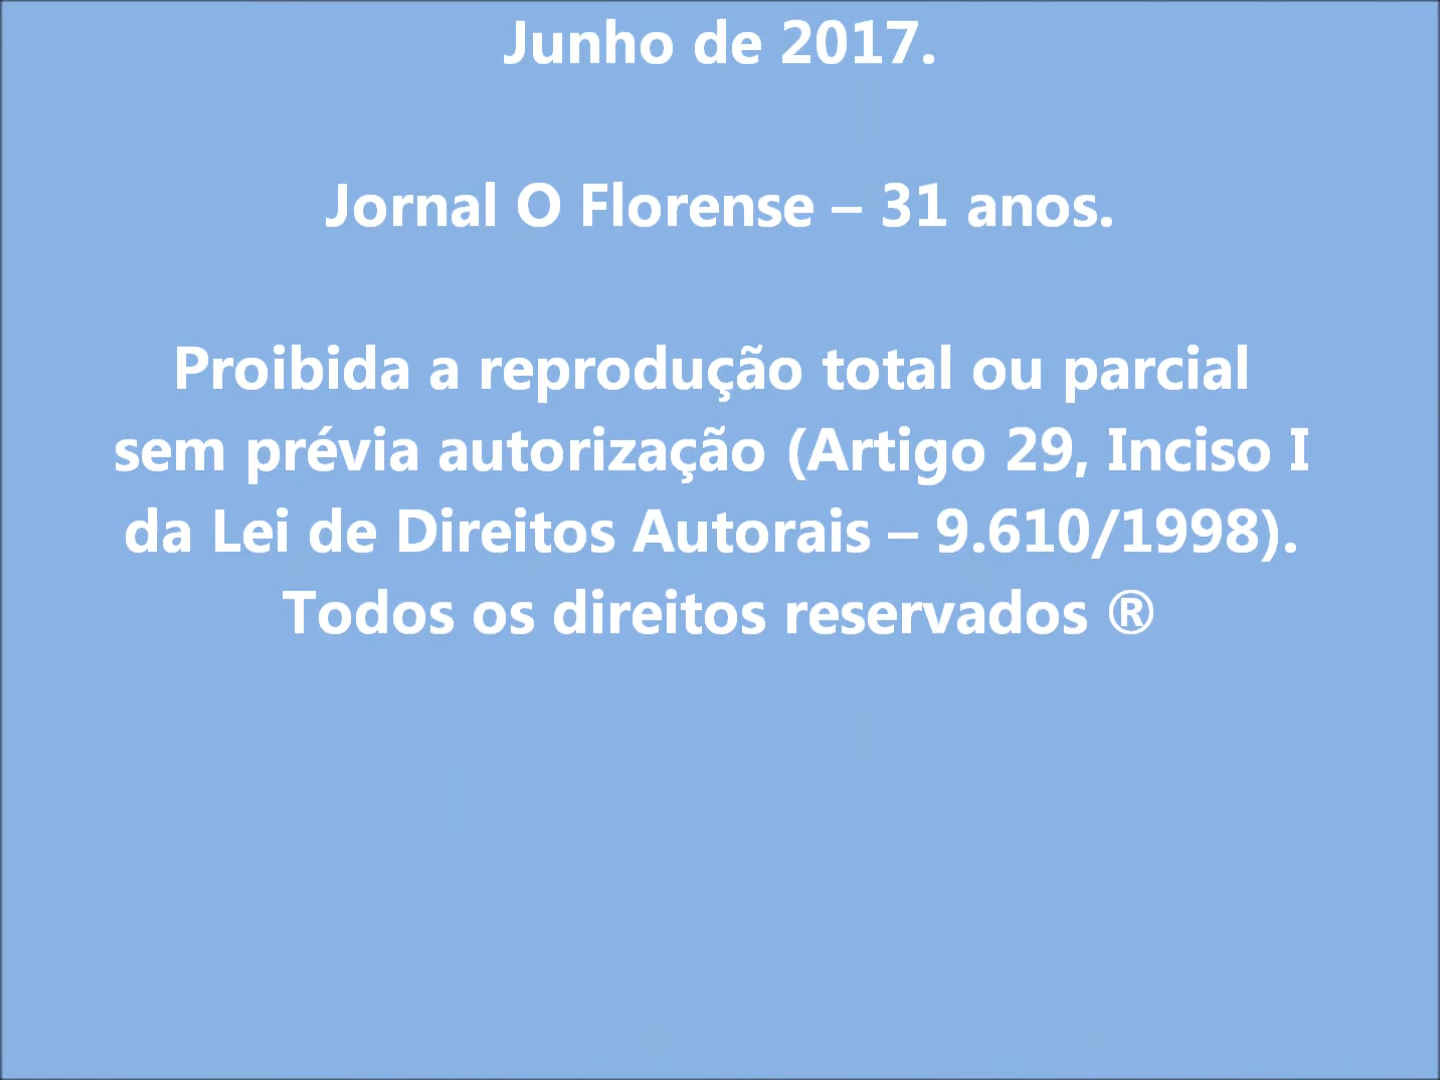 Junho de 2017.
Jornal O Florense – 31 anos.
Proibida a reprodução total ou parcial
sem prévia autorização (Artigo 29, Inciso I
da Lei de Direitos Autorais – 9.610/1998).
Todos os direitos reservados ®